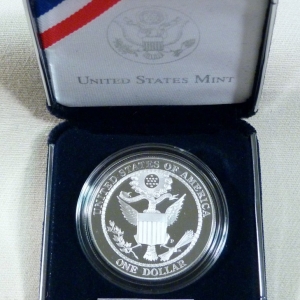 UNITED STATES MINT
UNITED STATES OF AMERICA
ONE DOLLAR